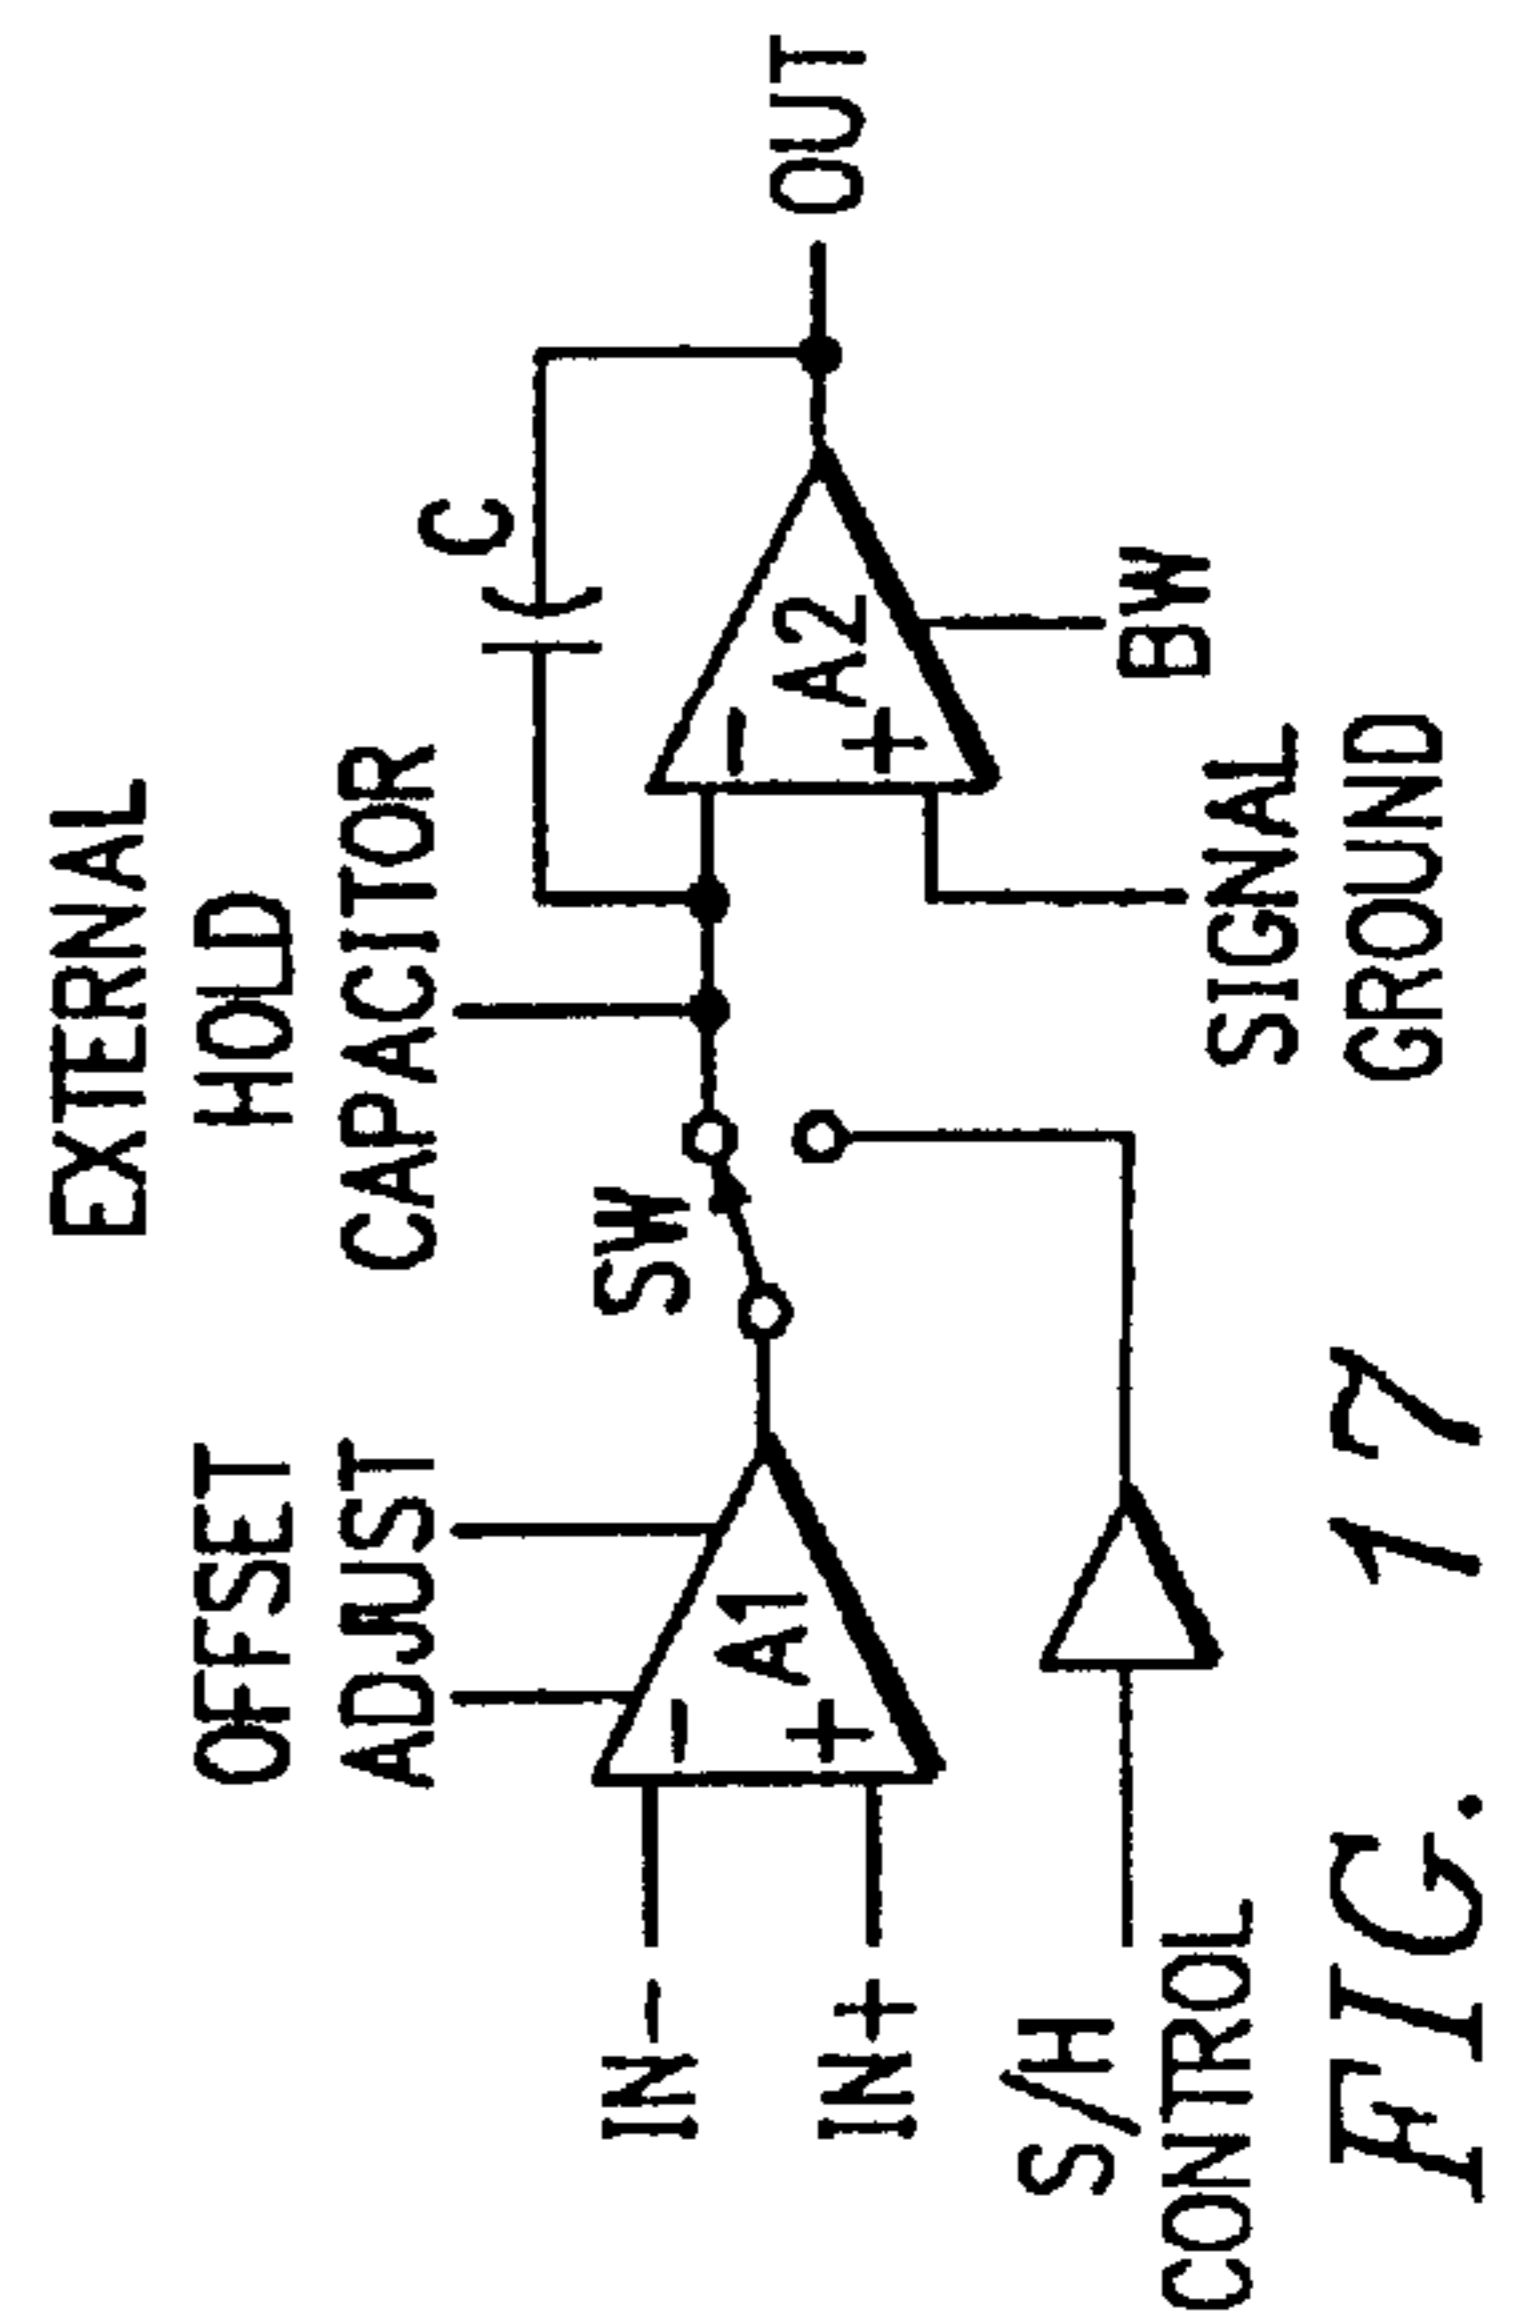 EXTERNAL
HOLD
CAPACITOR
OFFSET
ADJUST
C
SW
IN-
-
A1
+
IN+
-
A2
+
OUT
S/H
CONTROL
BW
SIGNAL
GROUND
FIG. 17